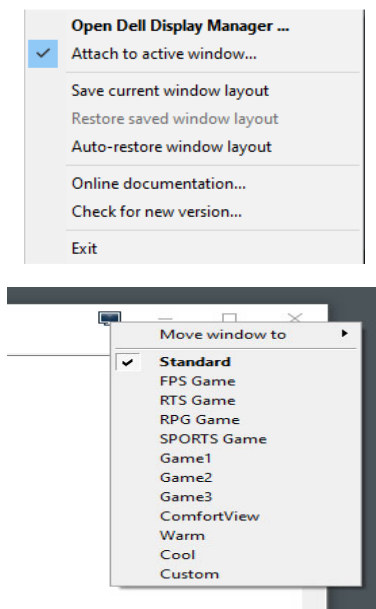 Open Dell Display Manager ...
Attach to active window...
Save current window layout
Restore saved window layout
Auto-restore window layout
Online documentation...
Check for new version...
Exit
Move window to
Standard
FPS Game
RTS Game
RPG Game
SPORTS Game
Game1
Game2
Game3
ComfortView
Warm
Cool
Custom